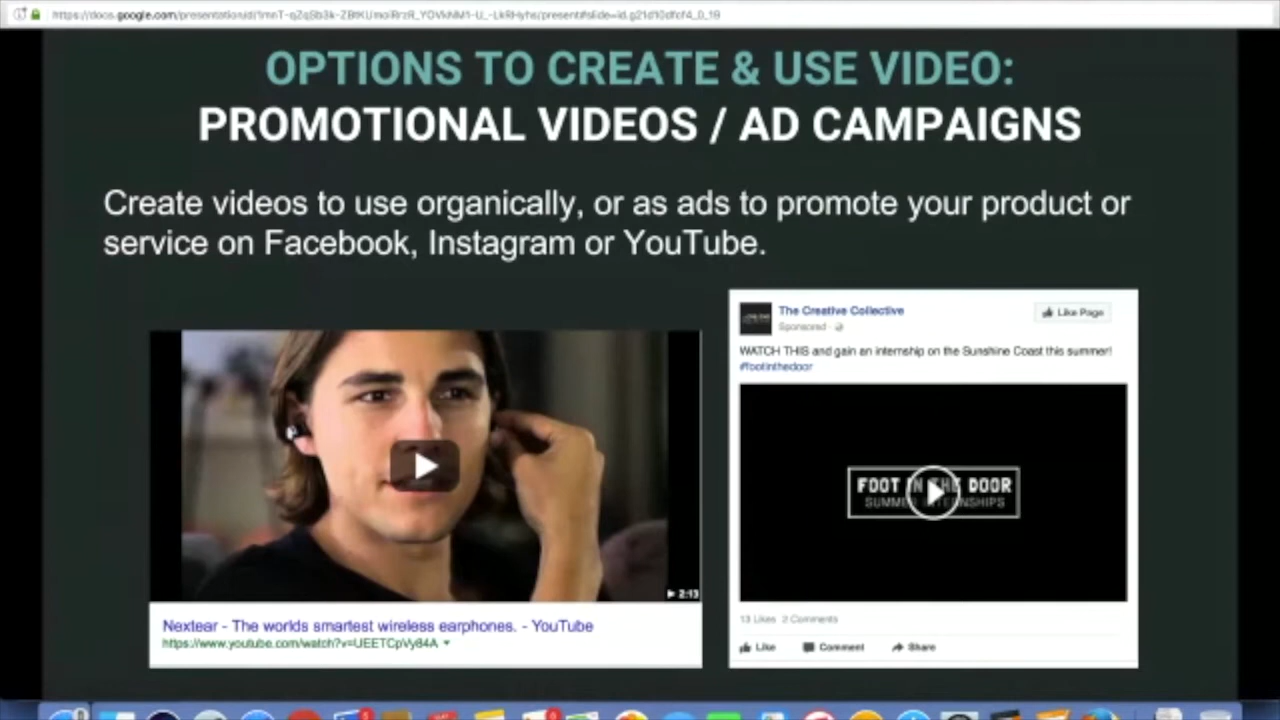 OPTIONS TO CREATE & USE VIDEO:
PROMOTIONAL VIDEOS / AD CAMPAIGNS
Create videos to use organically, or as ads to promote your product or
service on Facebook, Instagram or YouTube.
2:13
Nextear - The worlds smartest wireless earphones. - YouTube
https://www.youtube.com/watch?v=UEETCpVy84A
The Creative Collective
Sponsored
Like Page
WATCH THIS and gain an internship on the Sunshine Coast this summer!
#footinthedoor
FOOT IN THE DOOR
SUMMER INTERNSHIPS
13 Likes 2 Comments
Like Comment Share